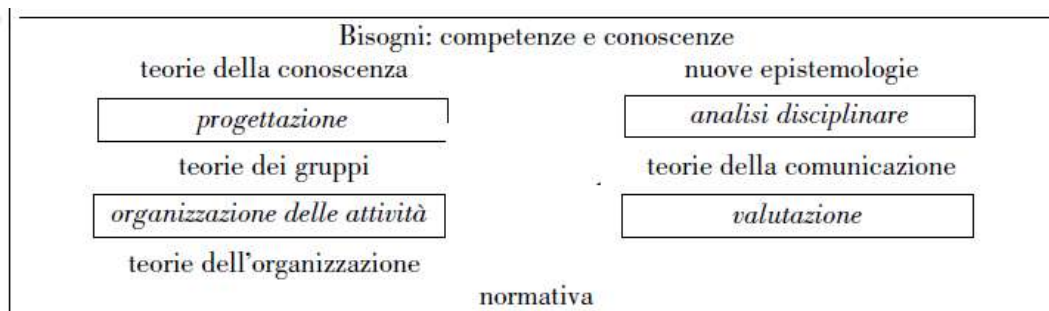 Bisogni: competenze e conoscenze
teorie della conoscenza nuove epistemologie
progettazione analisi disciplinare
teorie dei gruppi teorie della comunicazione
organizzazione delle attività valutazione
teorie dell'organizzazione
normativa